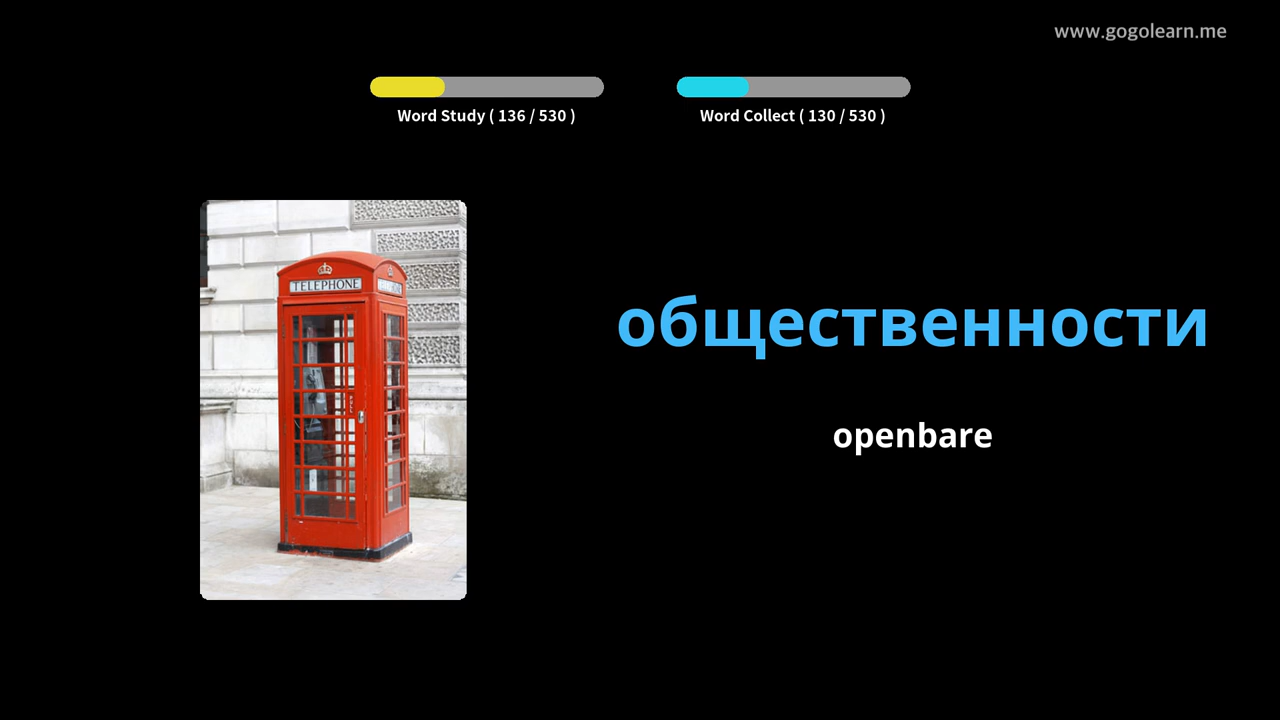 www.gogolearn.me
Word Study ( 136 / 530 )
Word Collect ( 130 / 530 )
TELEPHONE
общественности
openbare